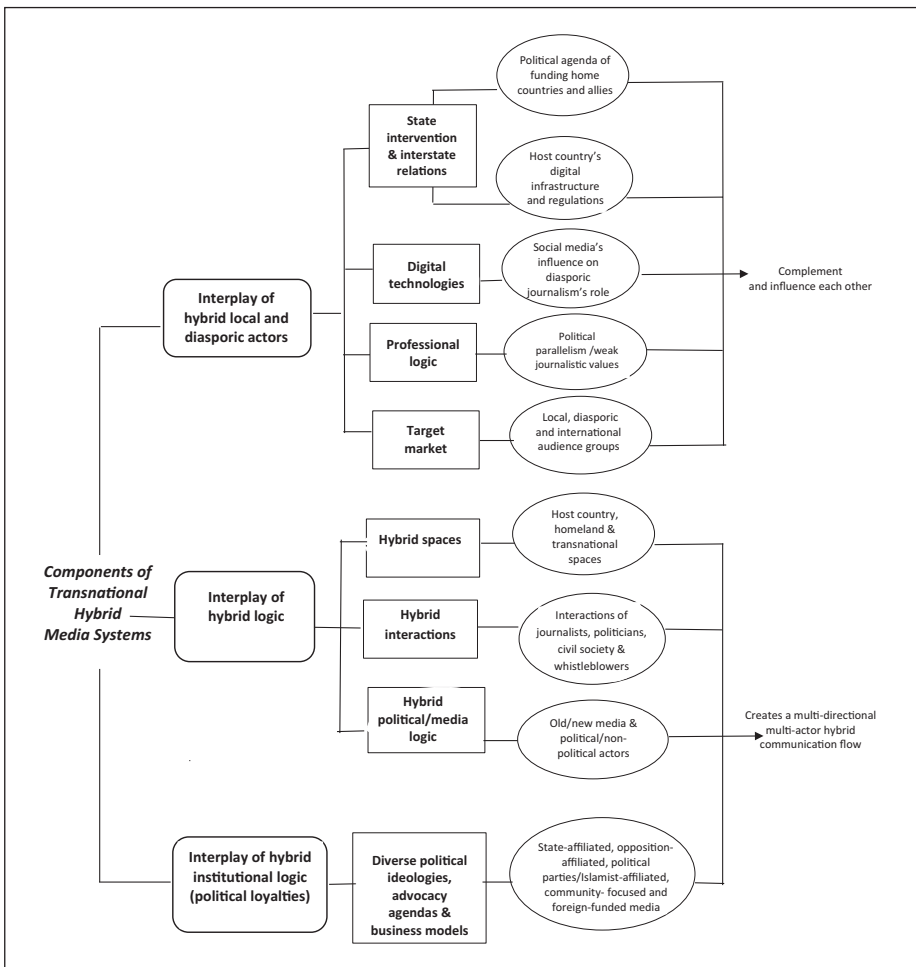 Political agenda of
funding home
countries and allies
State
intervention
& interstate
relations
Host country's
digital
infrastructure
and regulations
Digital
technologies
Social media's
influence on
diasporic
journalism's role
Complement
and influence each other
Interplay of
hybrid local and
diasporic actors
Professional
logic
Political
parallelism /weak
journalistic values
Target
market
Local, diasporic
and international
audience groups
Hybrid spaces
Host country,
homeland &
transnational
spaces
Components of
Transnational
Hybrid
Media Systems
Interplay of
hybrid logic
Hybrid
interactions
Interactions of
journalists, politicians,
civil society &
whistleblowers
Hybrid
political/media
logic
Old/new media &
political/non-
political actors
Creates a multi-directional
multi-actor hybrid
communication flow
Interplay of hybrid
institutional logic
(political loyalties)
Diverse political
ideologies,
advocacy
agendas &
business models
State-affiliated, opposition-
affiliated, political
parties/Islamist-affiliated,
community- focused and
foreign-funded media